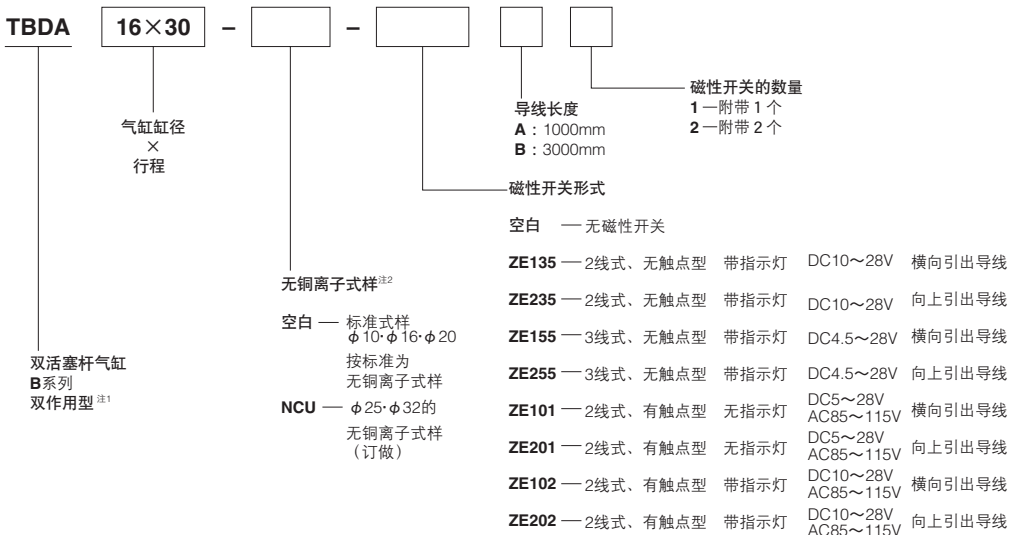 TBDA 16×30 – –
气缸缸径
×
行程
导线长度
A：1000mm
B：3000mm
磁性开关的数量
1 — 附带 1 个
2 — 附带 2 个
磁性开关形式
空白 — 无磁性开关
ZE135 — 2线式、无触点型 带指示灯 DC10～28V 横向引出导线
ZE235 — 2线式、无触点型 带指示灯 DC10～28V 向上引出导线
ZE155 — 3线式、无触点型 带指示灯 DC4.5～28V 横向引出导线
ZE255 — 3线式、无触点型 带指示灯 DC4.5～28V 向上引出导线
ZE101 — 2线式、有触点型 无指示灯 DC5～28V AC85～115V 横向引出导线
ZE201 — 2线式、有触点型 无指示灯 DC5～28V AC85～115V 向上引出导线
ZE102 — 2线式、有触点型 带指示灯 DC10～28V AC85～115V 横向引出导线
ZE202 — 2线式、有触点型 带指示灯 DC10～28V AC85～115V 向上引出导线
无铜离子式样注2
空白 — 标准式样
φ10·φ16·φ20
按标准为
无铜离子式样
NCU — φ25·φ32的
无铜离子式样
（订做）
双活塞杆气缸
B系列
双作用型注1